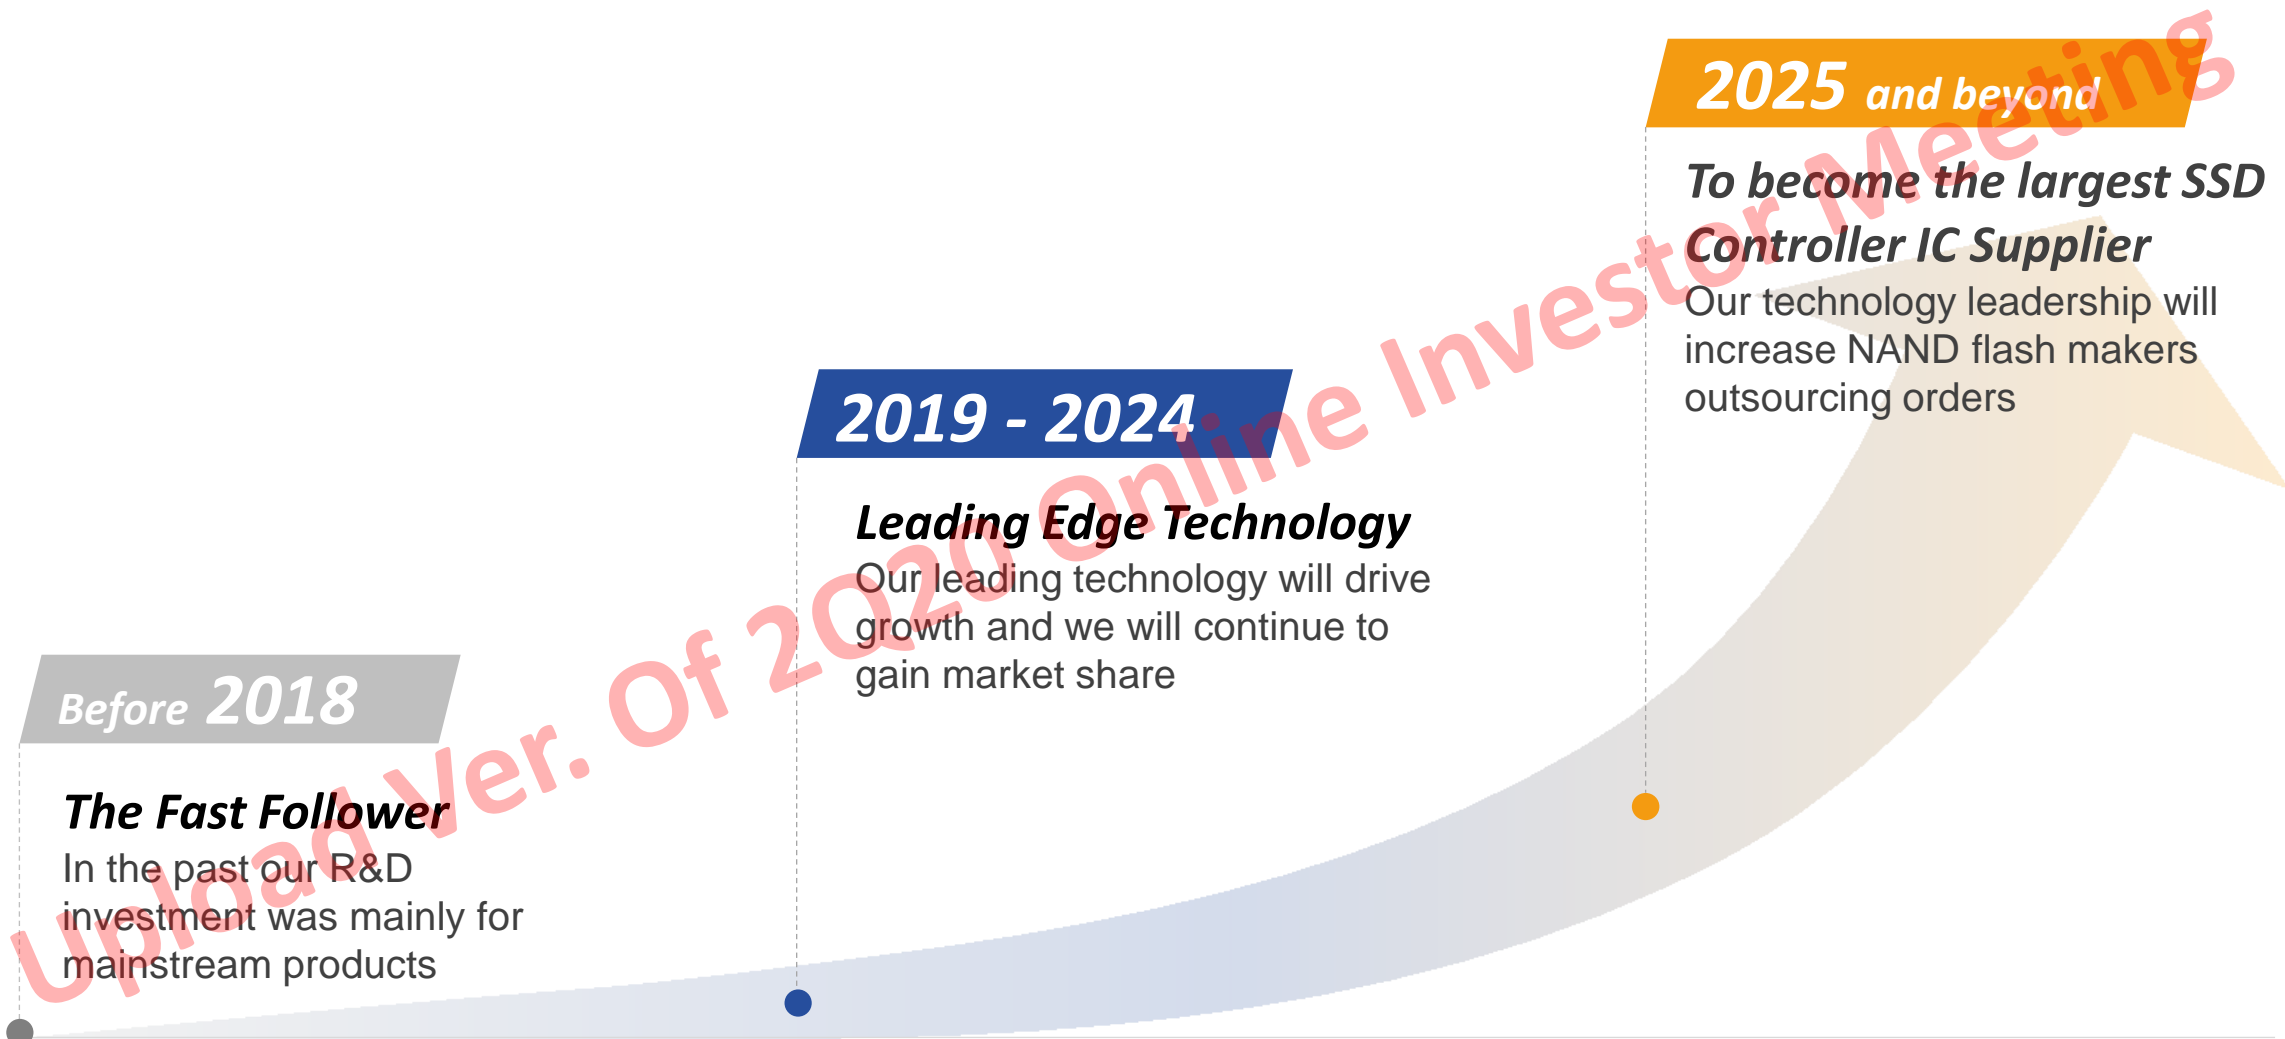 Before 2018
The Fast Follower
In the past our R&D
investment was mainly for
mainstream products
2019 - 2024
Leading Edge Technology
Our leading technology will drive
growth and we will continue to
gain market share
2025 and beyond
To become the largest SSD
Controller IC Supplier
Our technology leadership will
increase NAND flash makers
outsourcing orders
Upload Ver. Of 2Q20 Online Investor Meeting